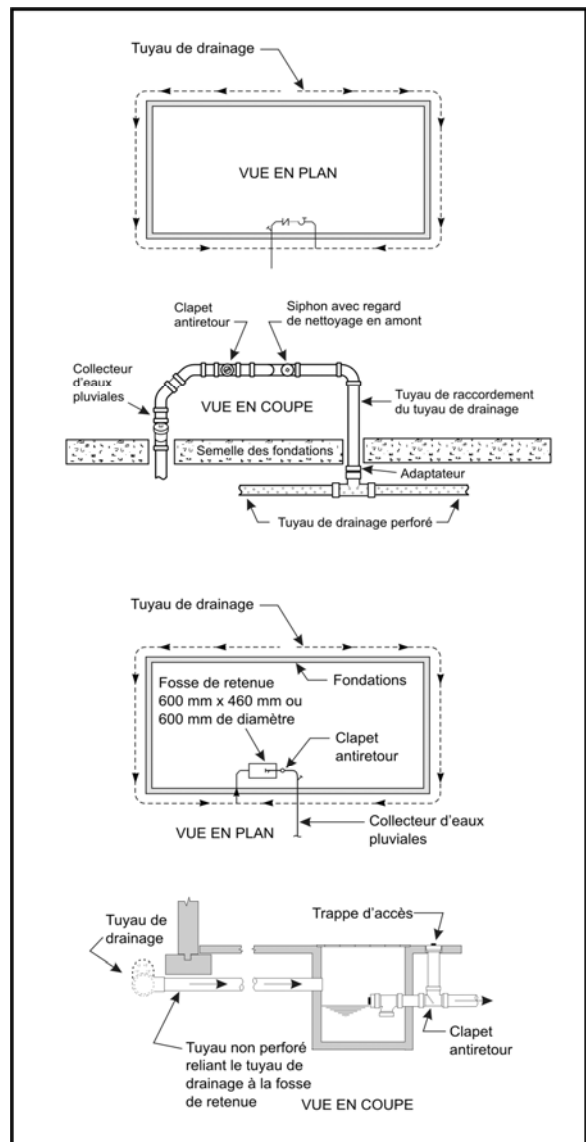 Tuyau de drainage
VUE EN PLAN
Clapet
antiretour
Siphon avec regard
de nettoyage en amont
Collecteur
d'eaux
pluviales
VUE EN COUPE
Tuyau de raccordement
du tuyau de drainage
Semelle des fondations
Adaptateur
Tuyau de drainage perforé
Tuyau de drainage
Fosse de retenue
600 mm x 460 mm ou
600 mm de diamètre
Fondations
Clapet
antiretour
VUE EN PLAN
Collecteur d'eaux
pluviales
Tuyau de
drainage
Trappe d'accès
Tuyau non perforé
reliant le tuyau de
drainage à la fosse
de retenue
Clapet
antiretour
VUE EN COUPE